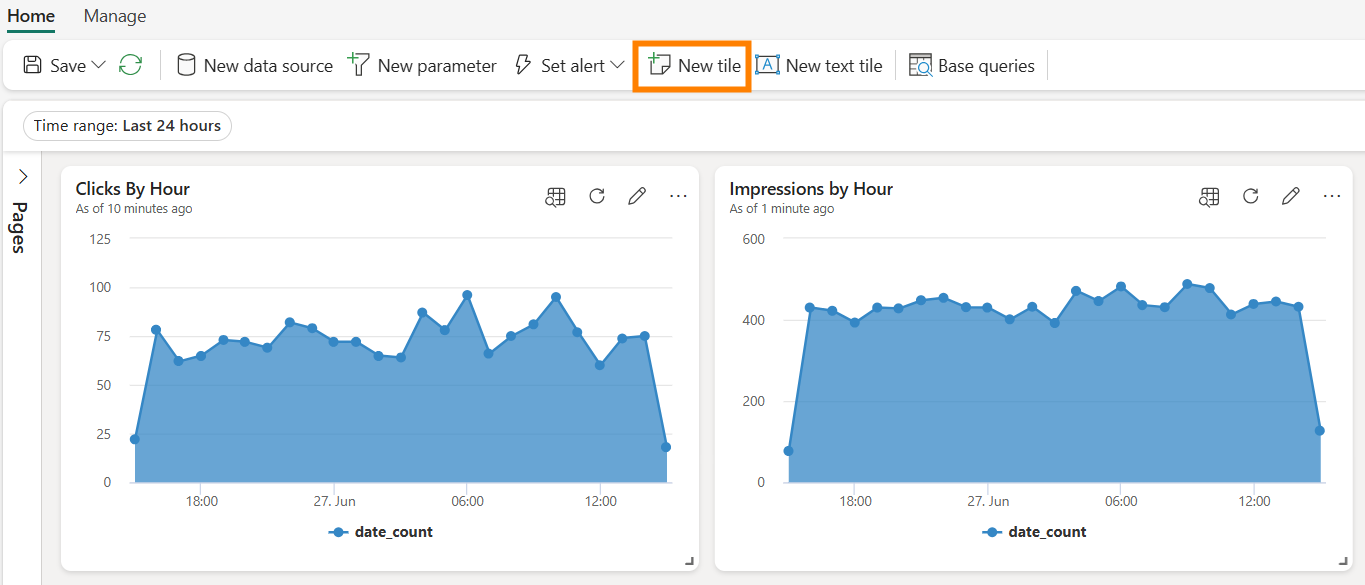 Home Manage
Save New data source New parameter Set alert New tile A New text tile Base queries
Time range: Last 24 hours
Pages
Clicks By Hour
As of 10 minutes ago
125
100
75
50
25
0
18:00 27. Jun 06:00 12:00
date_count
Impressions by Hour
As of 1 minute ago
600
400
200
0
18:00 27. Jun 06:00 12:00
date_count